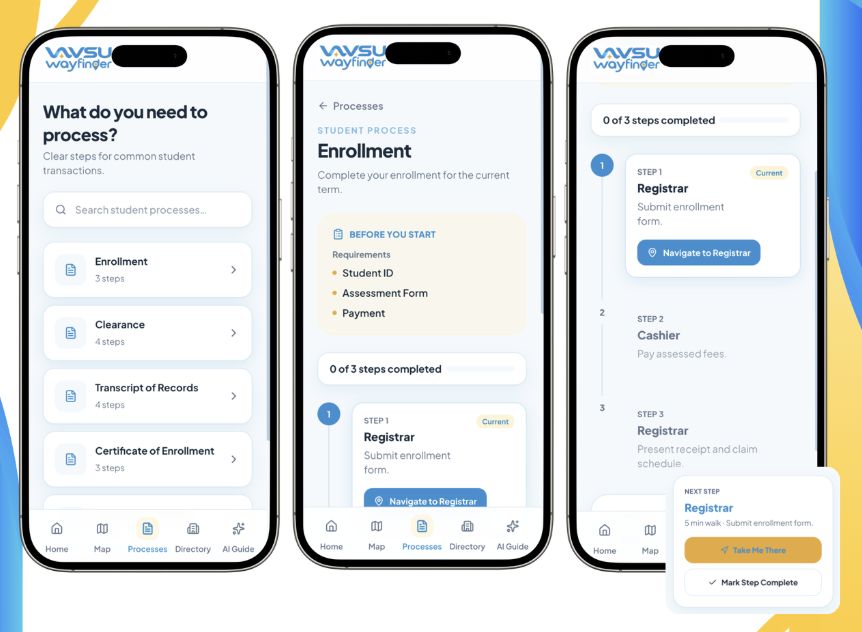 VAVSU
wayfinder
What do you need to
process?
Clear steps for common student
transactions.
Search student processes...
Enrollment
3 steps
Clearance
4 steps
Transcript of Records
4 steps
Certificate of Enrollment
3 steps
Home
Map
Processes
Directory
AI Guide
VAVSU
wayfinder
← Processes
STUDENT PROCESS
Enrollment
Complete your enrollment for the current
term.
BEFORE YOU START
Requirements
• Student ID
• Assessment Form
• Payment
0 of 3 steps completed
1
STEP 1
Current
Registrar
Submit enrollment
form.
Navigate to Registrar
Home
Map
Processes
Directory
AI Guide
VAVSU
wayfinder
0 of 3 steps completed
1
STEP 1
Current
Registrar
Submit enrollment
form.
Navigate to Registrar
2
STEP 2
Cashier
Pay assessed fees.
3
STEP 3
Registrar
Present receipt and claim
schedule.
Home
Map
NEXT STEP
Registrar
5 min walk · Submit enrollment form.
Take Me There
✓ Mark Step Complete